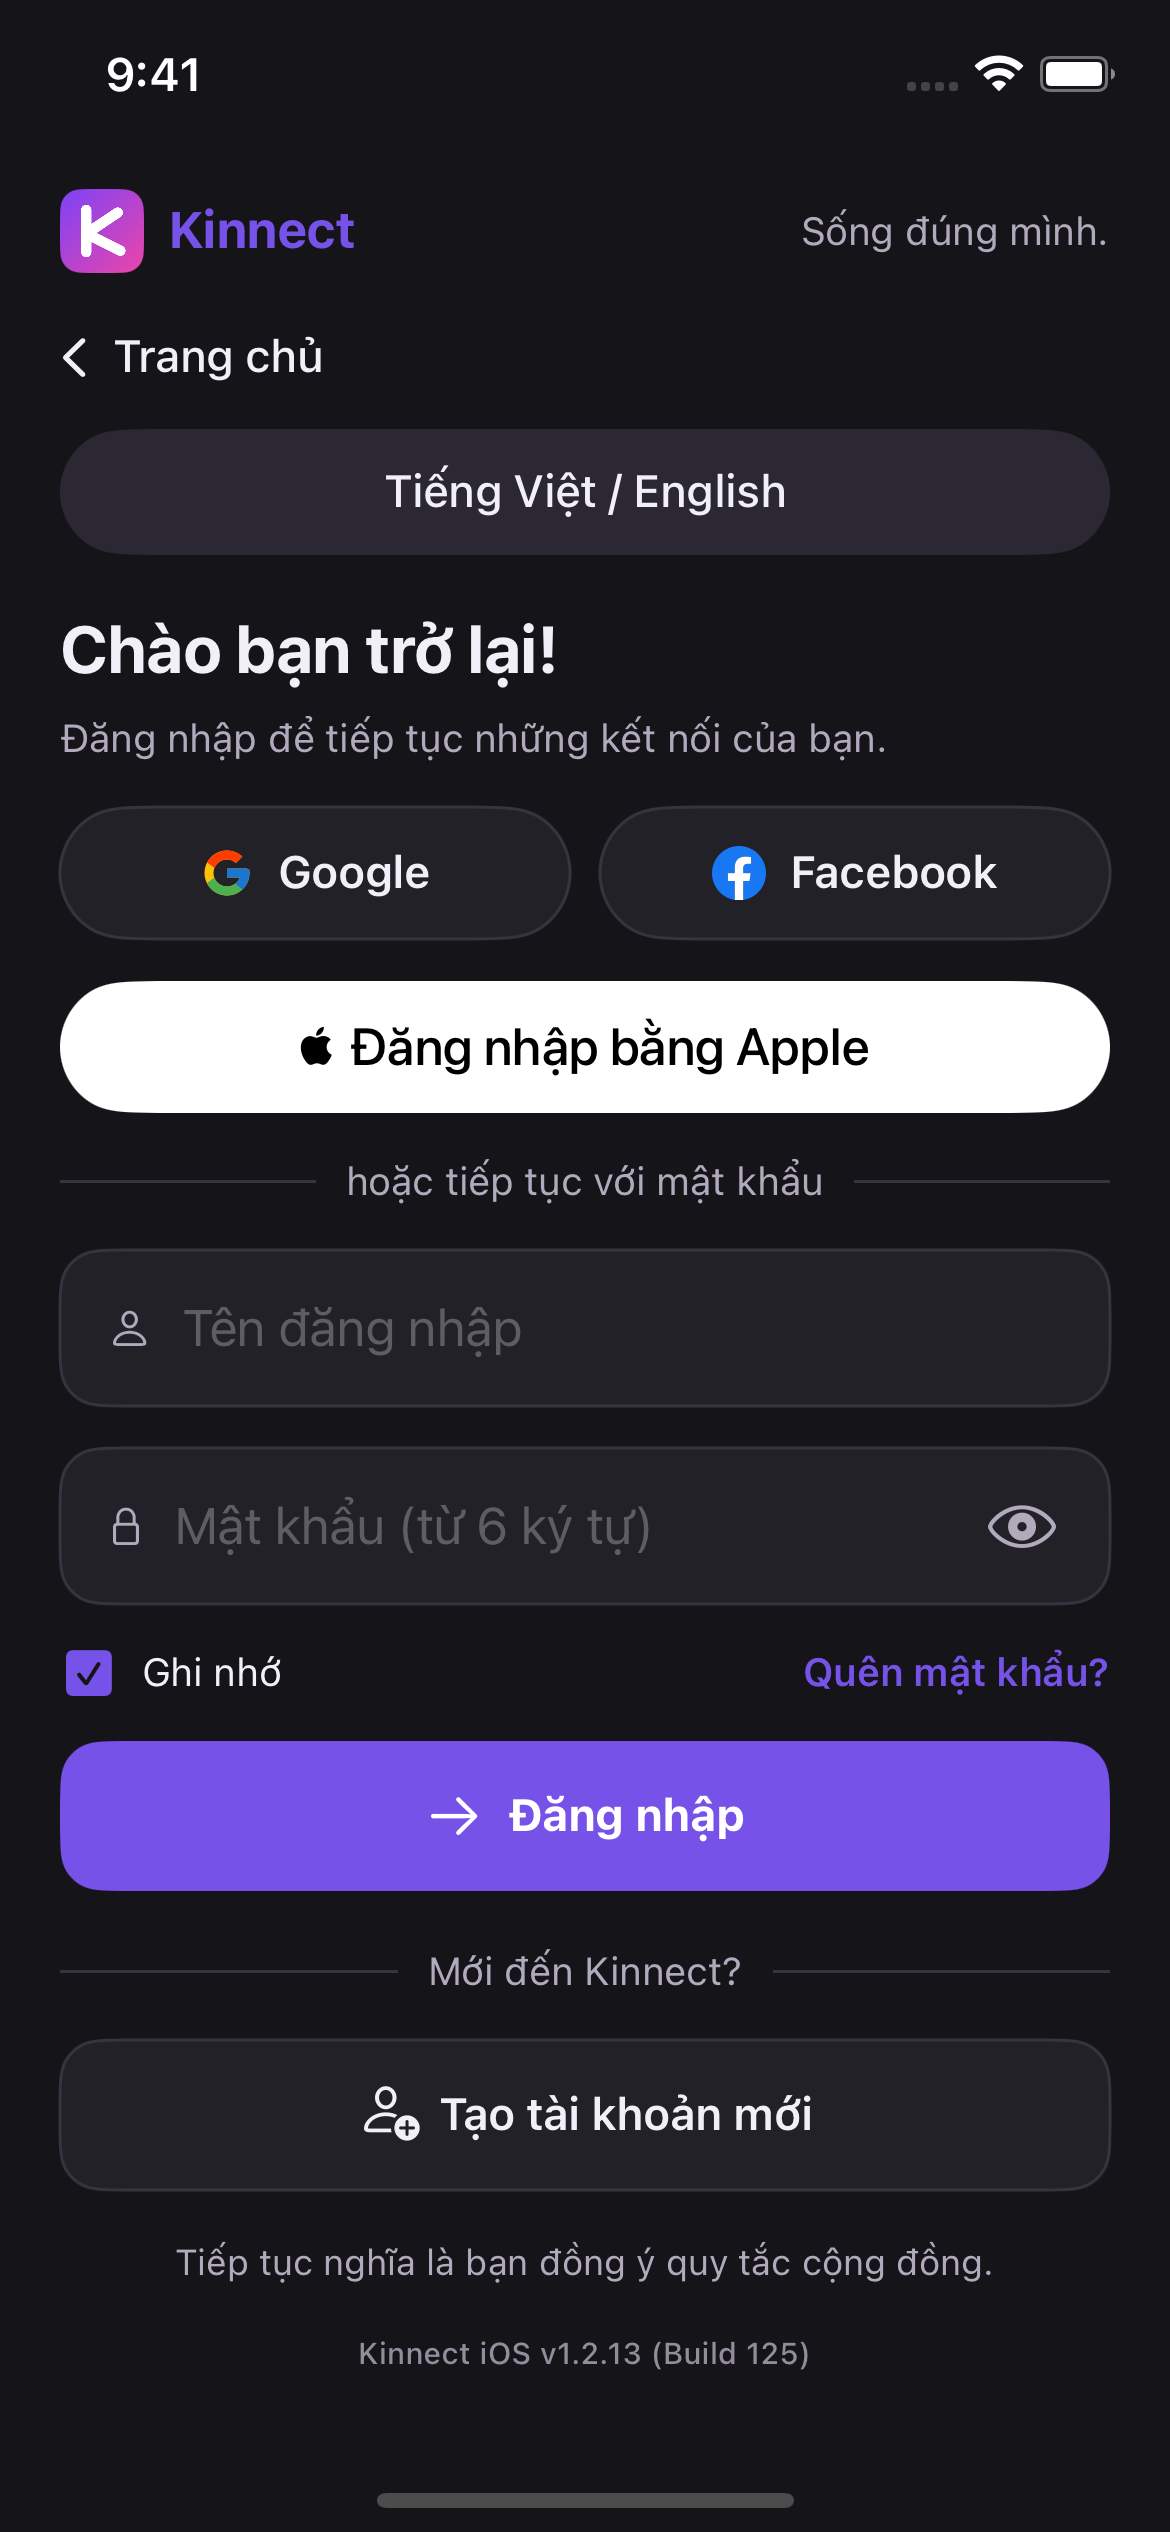 9:41
Kinnect
Sống đúng mình.
Trang chủ
Tiếng Việt / English
Chào bạn trở lại!
Đăng nhập để tiếp tục những kết nối của bạn.
Google
Facebook
Đăng nhập bằng Apple
hoặc tiếp tục với mật khẩu
Tên đăng nhập
Mật khẩu (từ 6 ký tự)
Ghi nhớ
Quên mật khẩu?
Đăng nhập
Mới đến Kinnect?
Tạo tài khoản mới
Tiếp tục nghĩa là bạn đồng ý quy tắc cộng đồng.
Kinnect iOS v1.2.13 (Build 125)